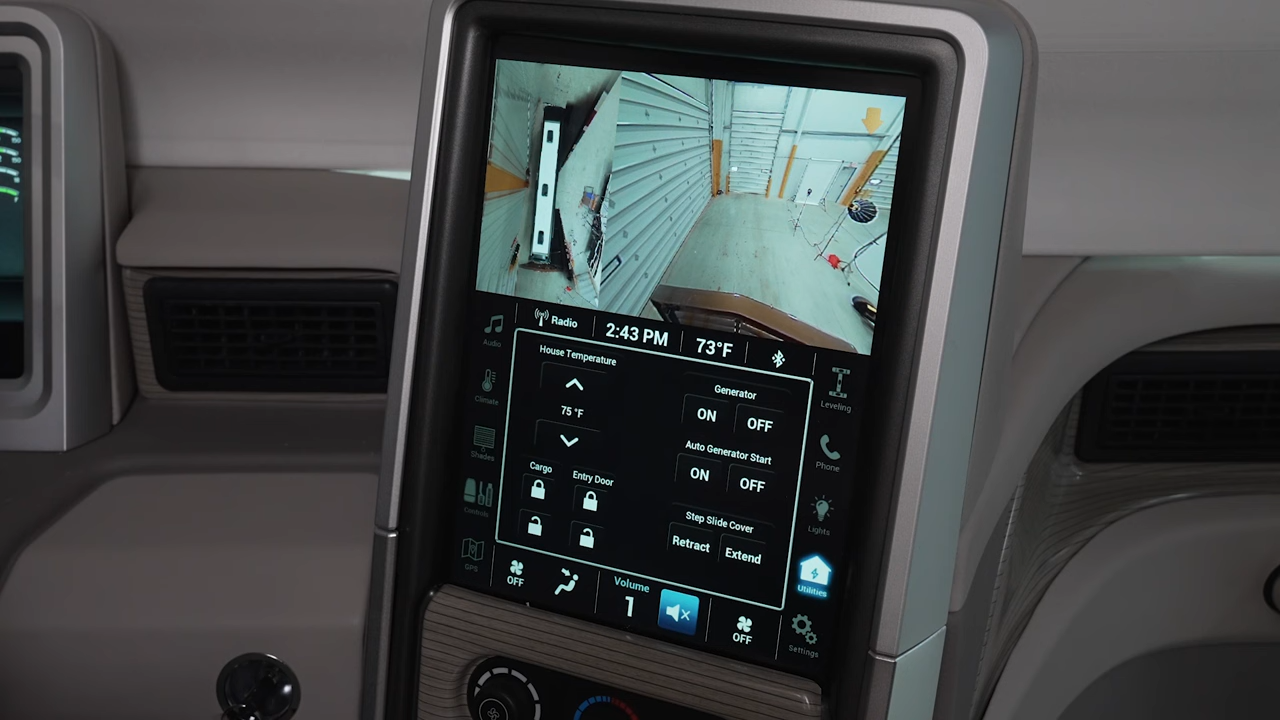 Radio
2:43 PM
73°F
Audio
Climate
Shades
Controls
GPS
House Temperature
75 °F
Cargo
Entry Door
Generator
ON OFF
Auto Generator Start
ON OFF
Step Slide Cover
Retract Extend
Leveling
Phone
Lights
Utilities
Settings
OFF
Volume
1
OFF